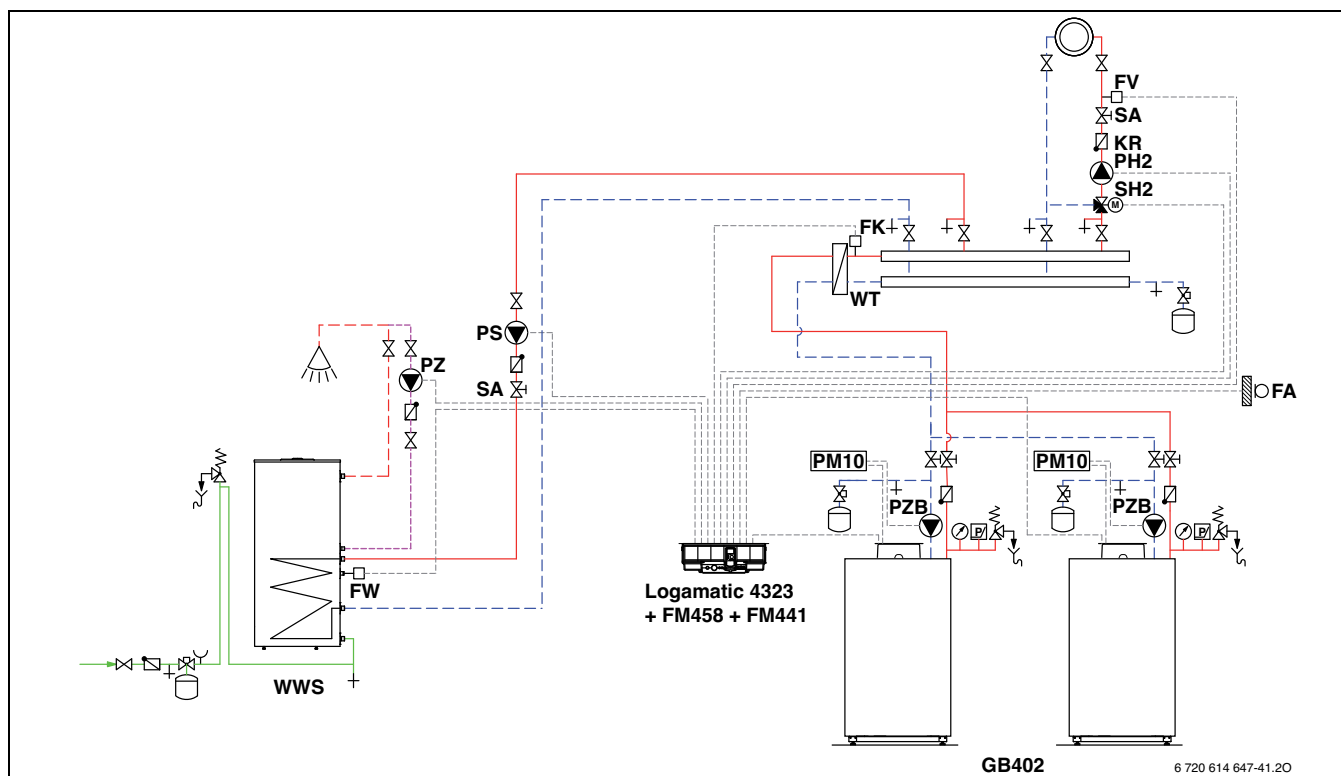 FV
SA
KR
PH2
SH2
M
FK
WT
PS
PZ
SA
FA
PM10
PM10
PZB
PZB
P
P
FW
Logamatic 4323
+ FM458 + FM441
WWS
GB402
6 720 614 647-41.2O